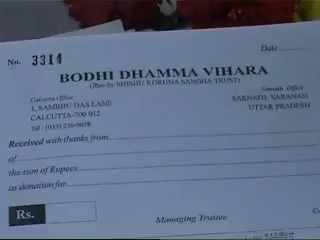 No. 3314
Date
BODHI DHAMMA VIHARA
(Run by SHISHU KORUNA SANGHA TRUST)
Calcutta Office
3, SAMBHU DAS LANE
CALCUTTA-700 012
Tel : (033) 236-9658
Sarnath Office
SARNATH, VARANASI
UTTAR PRADESH
Received with thanks from
of
the sum of Rupees
as donation for
Rs.
Managing Trustee